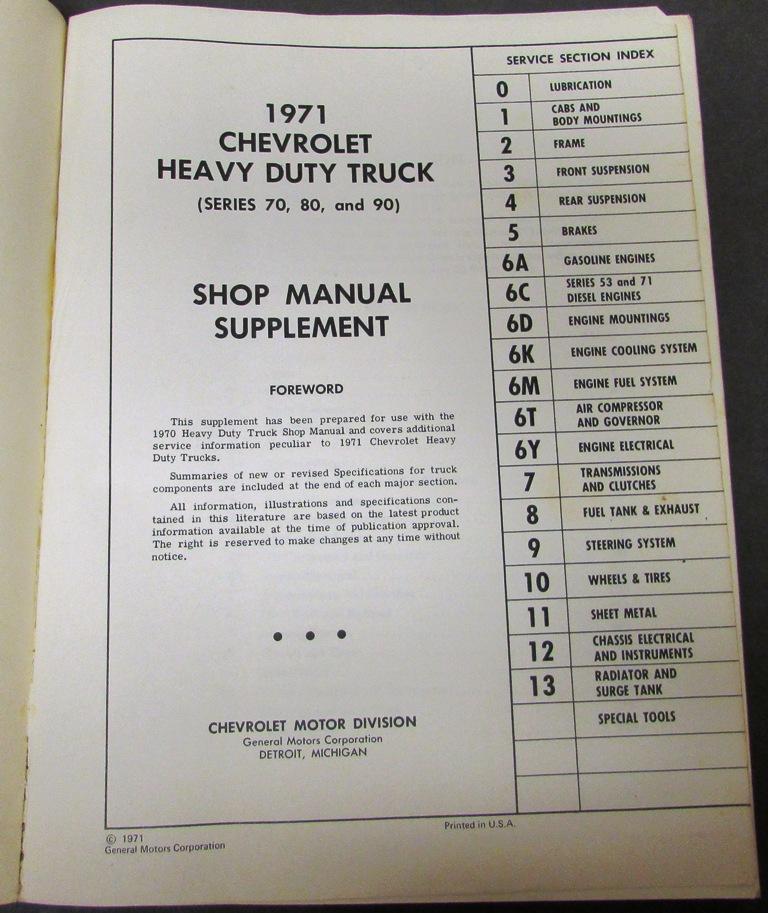 1971
CHEVROLET
HEAVY DUTY TRUCK
(SERIES 70, 80, and 90)
SHOP MANUAL
SUPPLEMENT
FOREWORD
This supplement has been prepared for use with the
1970 Heavy Duty Truck Shop Manual and covers additional
service information peculiar to 1971 Chevrolet Heavy
Duty Trucks.
Summaries of new or revised Specifications for truck
components are included at the end of each major section.
All information, illustrations and specifications con-
tained in this literature are based on the latest product
information available at the time of publication approval.
The right is reserved to make changes at any time without
notice.
• • •
CHEVROLET MOTOR DIVISION
General Motors Corporation
DETROIT, MICHIGAN
SERVICE SECTION INDEX
0 LUBRICATION
1 CABS AND
BODY MOUNTINGS
2 FRAME
3 FRONT SUSPENSION
4 REAR SUSPENSION
5 BRAKES
6A GASOLINE ENGINES
6C SERIES 53 and 71
DIESEL ENGINES
6D ENGINE MOUNTINGS
6K ENGINE COOLING SYSTEM
6M ENGINE FUEL SYSTEM
6T AIR COMPRESSOR
AND GOVERNOR
6Y ENGINE ELECTRICAL
7 TRANSMISSIONS
AND CLUTCHES
8 FUEL TANK & EXHAUST
9 STEERING SYSTEM
10 WHEELS & TIRES
11 SHEET METAL
12 CHASSIS ELECTRICAL
AND INSTRUMENTS
13 RADIATOR AND
SURGE TANK
SPECIAL TOOLS
© 1971
General Motors Corporation
Printed in U.S.A.